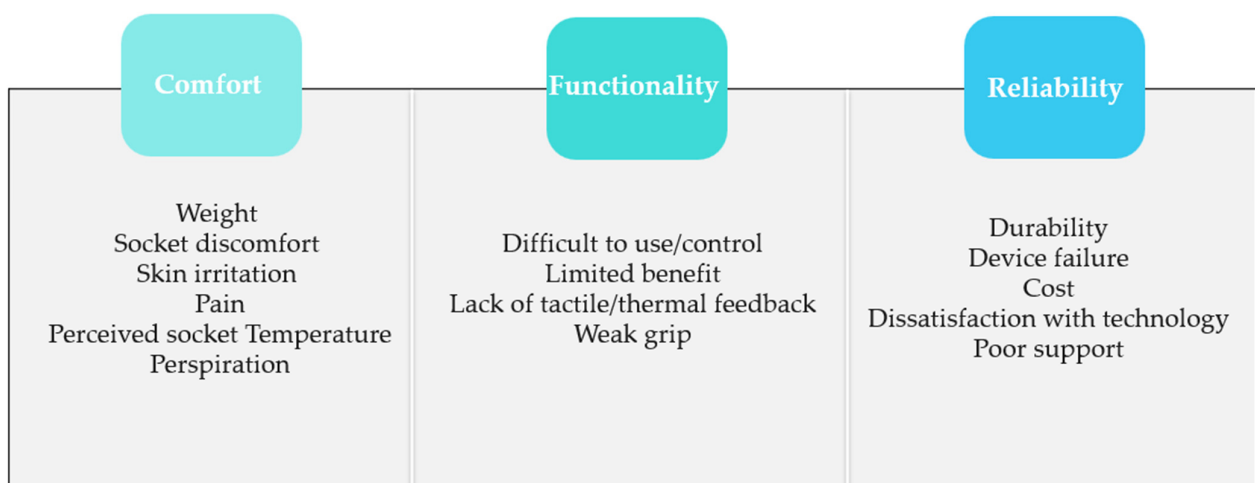 Comfort
Weight
Socket discomfort
Skin irritation
Pain
Perceived socket Temperature
Perspiration
Functionality
Difficult to use/control
Limited benefit
Lack of tactile/thermal feedback
Weak grip
Reliability
Durability
Device failure
Cost
Dissatisfaction with technology
Poor support